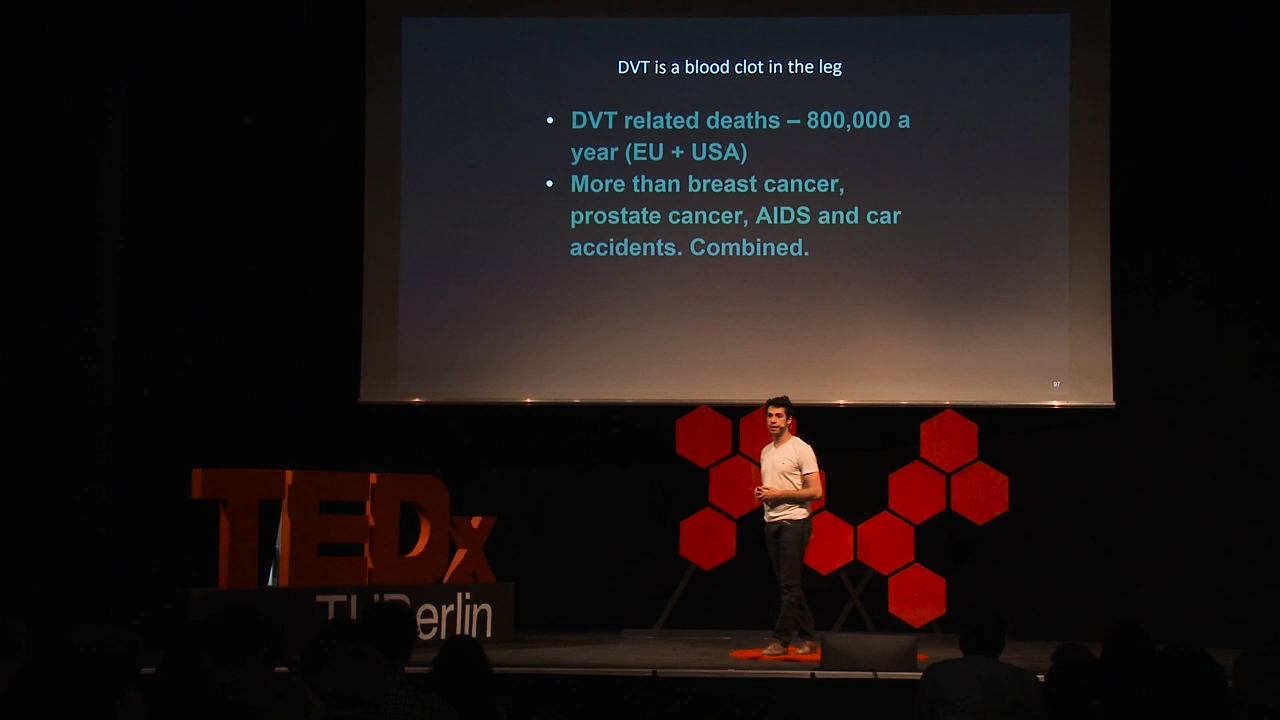 DVT is a blood clot in the leg
• DVT related deaths – 800,000 a
year (EU + USA)
• More than breast cancer,
prostate cancer, AIDS and car
accidents. Combined.
97
TEDx
TUBerlin